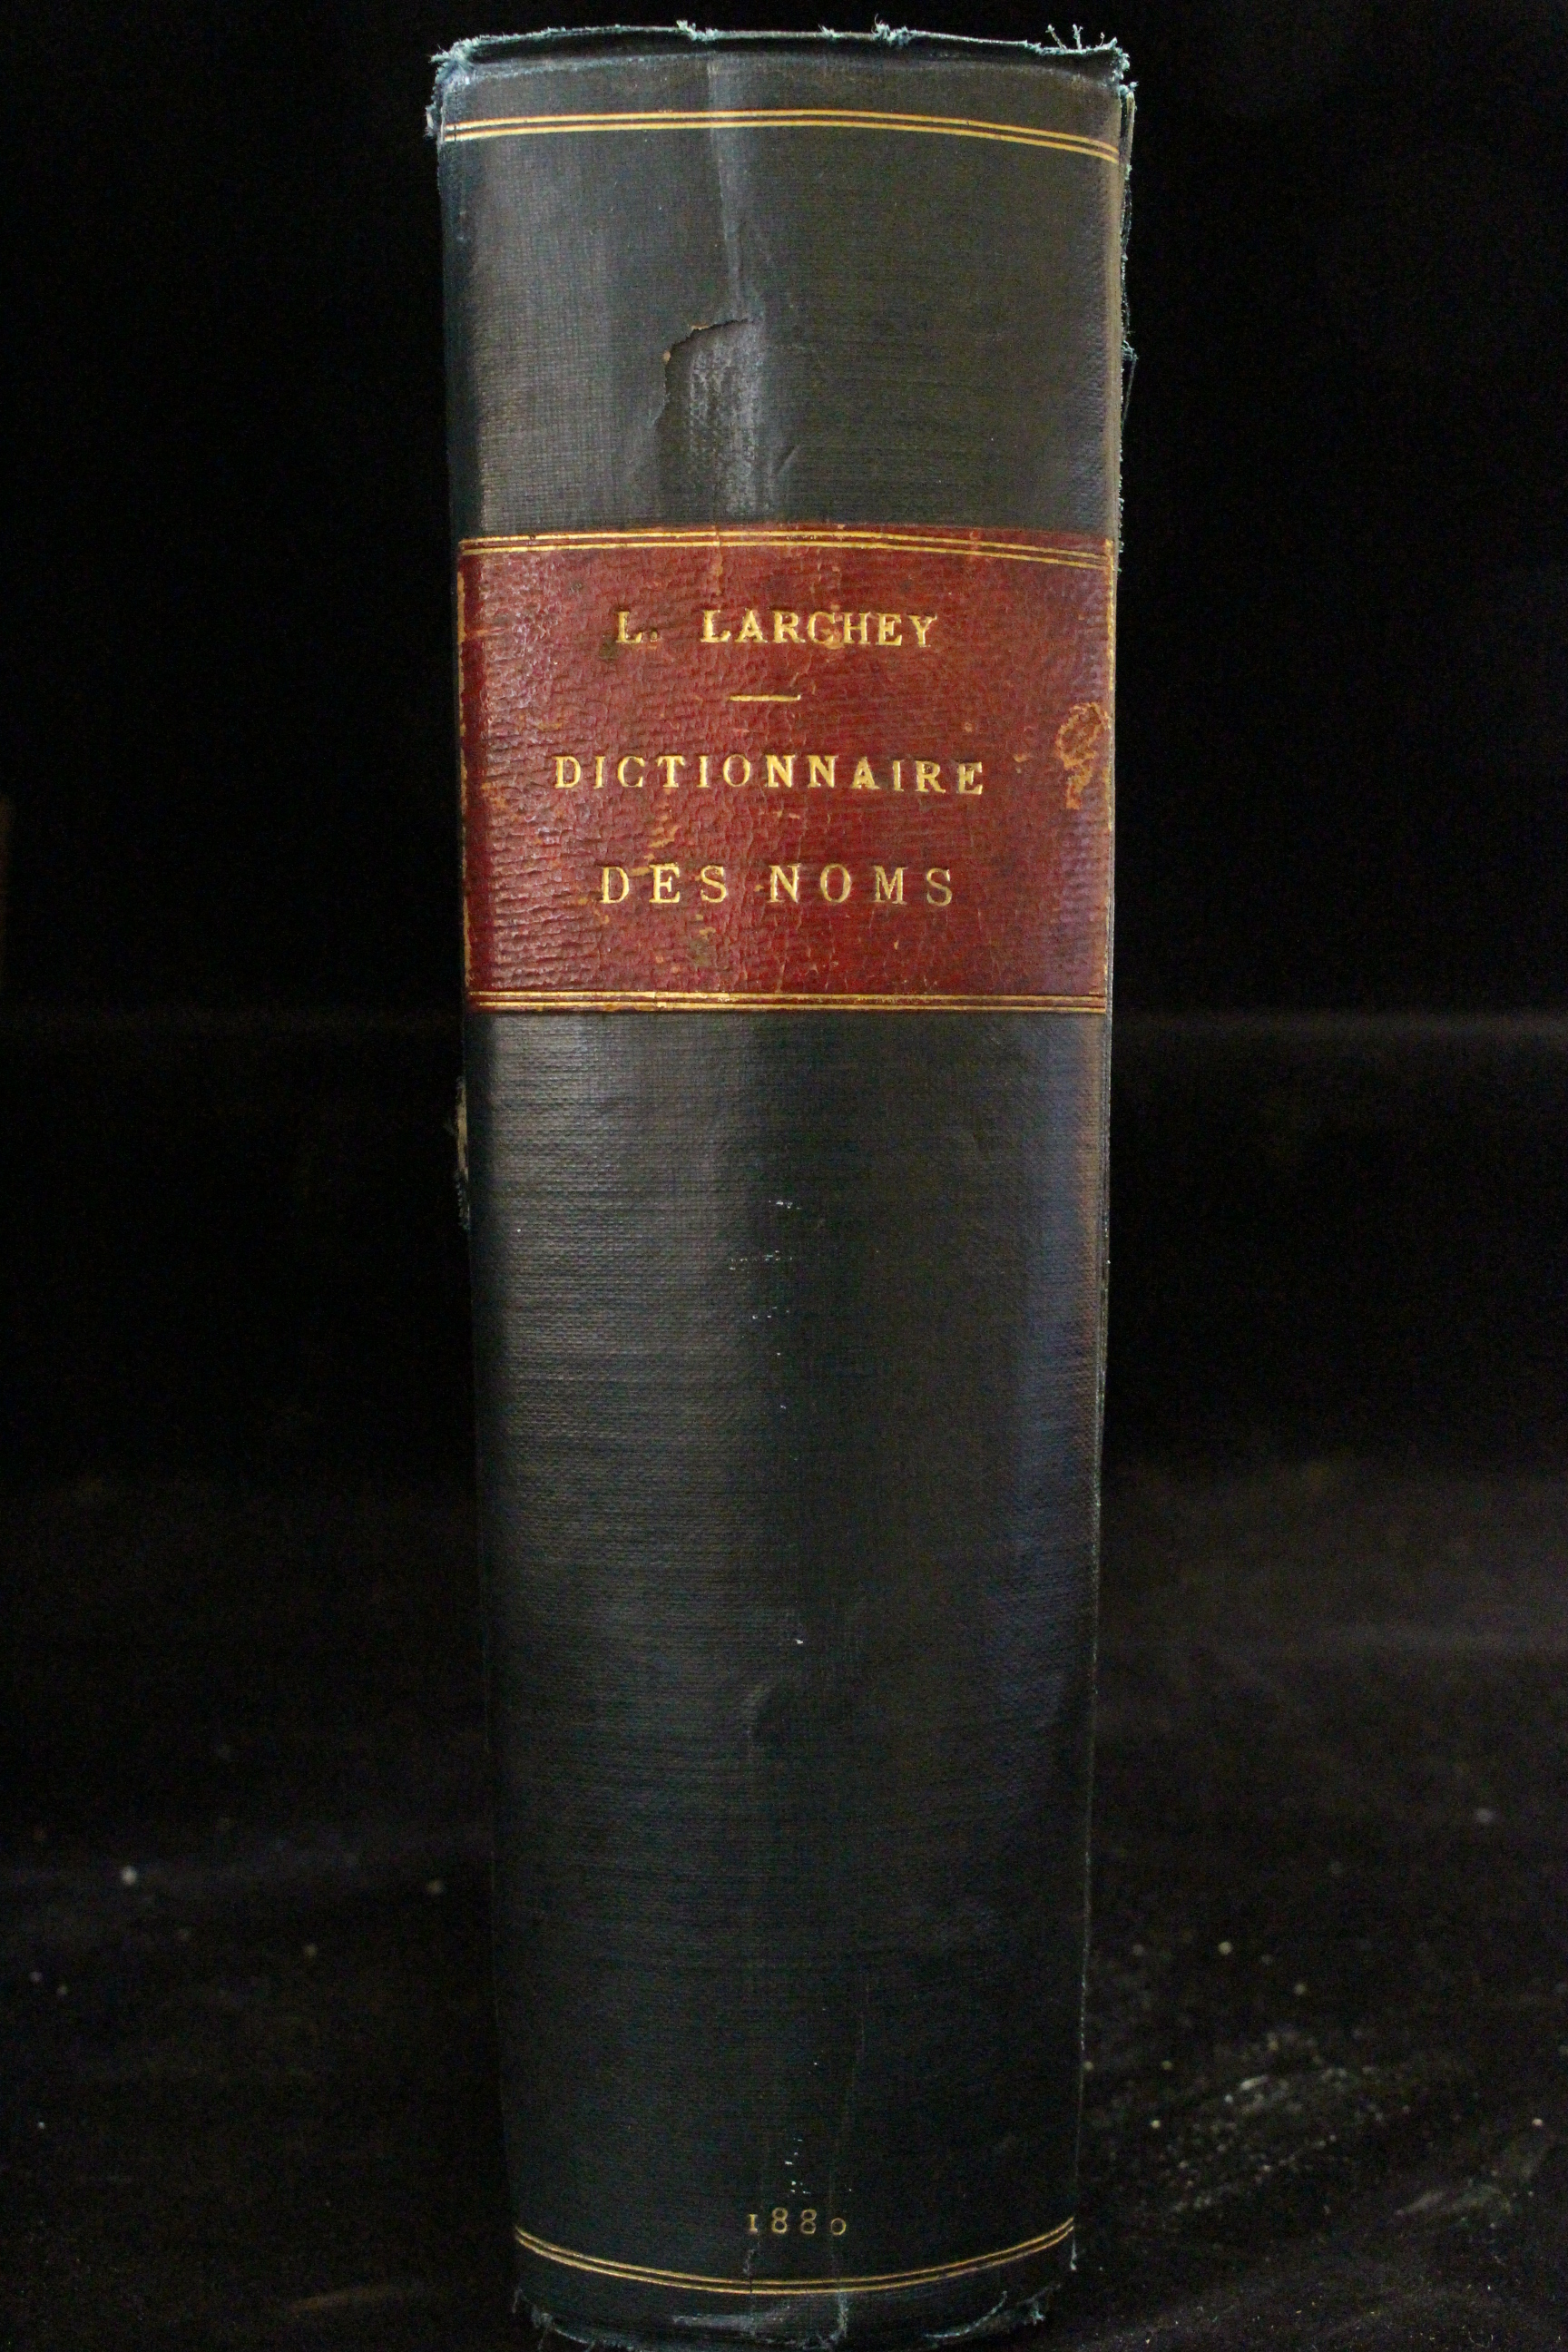 L. LARCHEY
DICTIONNAIRE
DES NOMS
1880